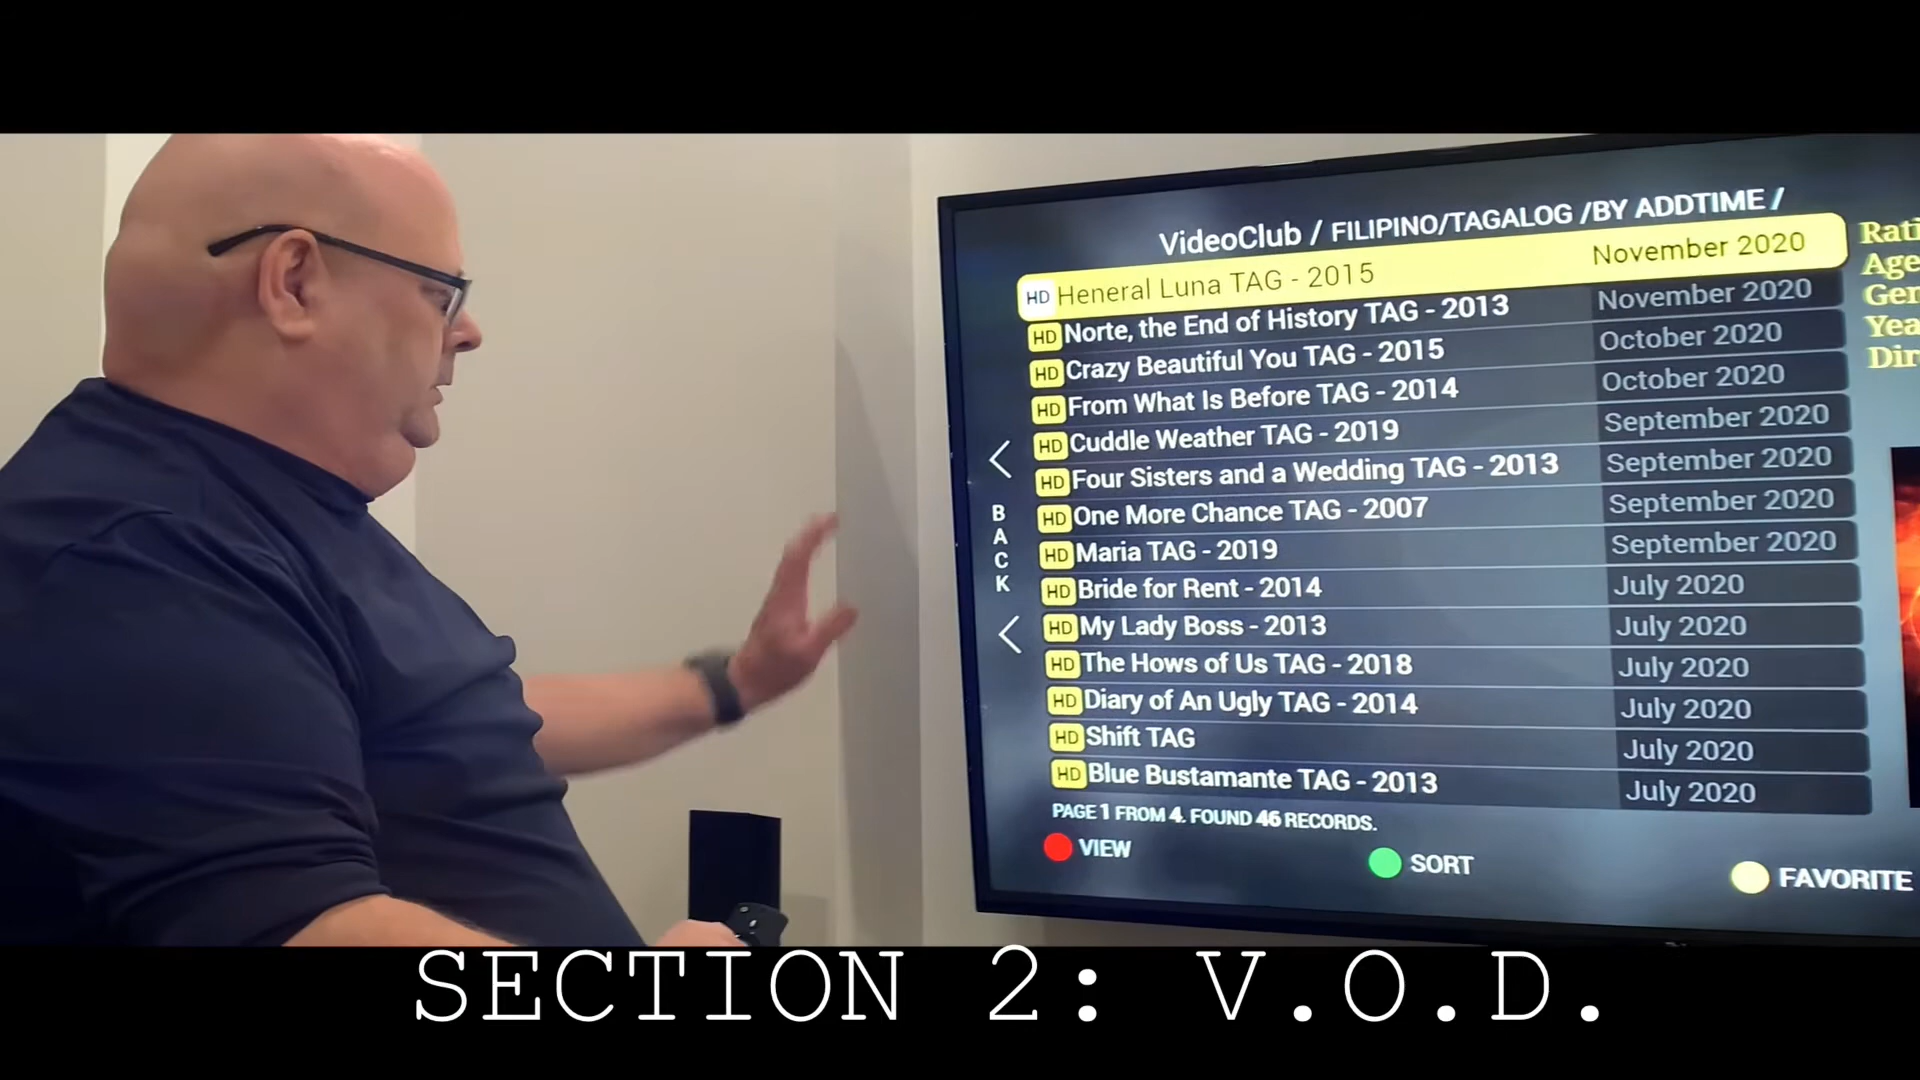 VideoClub / FILIPINO/TAGALOG /BY ADDTIME /
HD Heneral Luna TAG - 2015 November 2020
HD Norte, the End of History TAG - 2013 November 2020
HD Crazy Beautiful You TAG - 2015 October 2020
HD From What Is Before TAG - 2014 October 2020
HD Cuddle Weather TAG - 2019 September 2020
HD Four Sisters and a Wedding TAG - 2013 September 2020
HD One More Chance TAG - 2007 September 2020
HD Maria TAG - 2019 September 2020
HD Bride for Rent - 2014 July 2020
HD My Lady Boss - 2013 July 2020
HD The Hows of Us TAG - 2018 July 2020
HD Diary of An Ugly TAG - 2014 July 2020
HD Shift TAG July 2020
HD Blue Bustamante TAG - 2013 July 2020
PAGE 1 FROM 4. FOUND 46 RECORDS.
VIEW SORT FAVORITE
BACK
Age
SECTION 2: V.O.D.